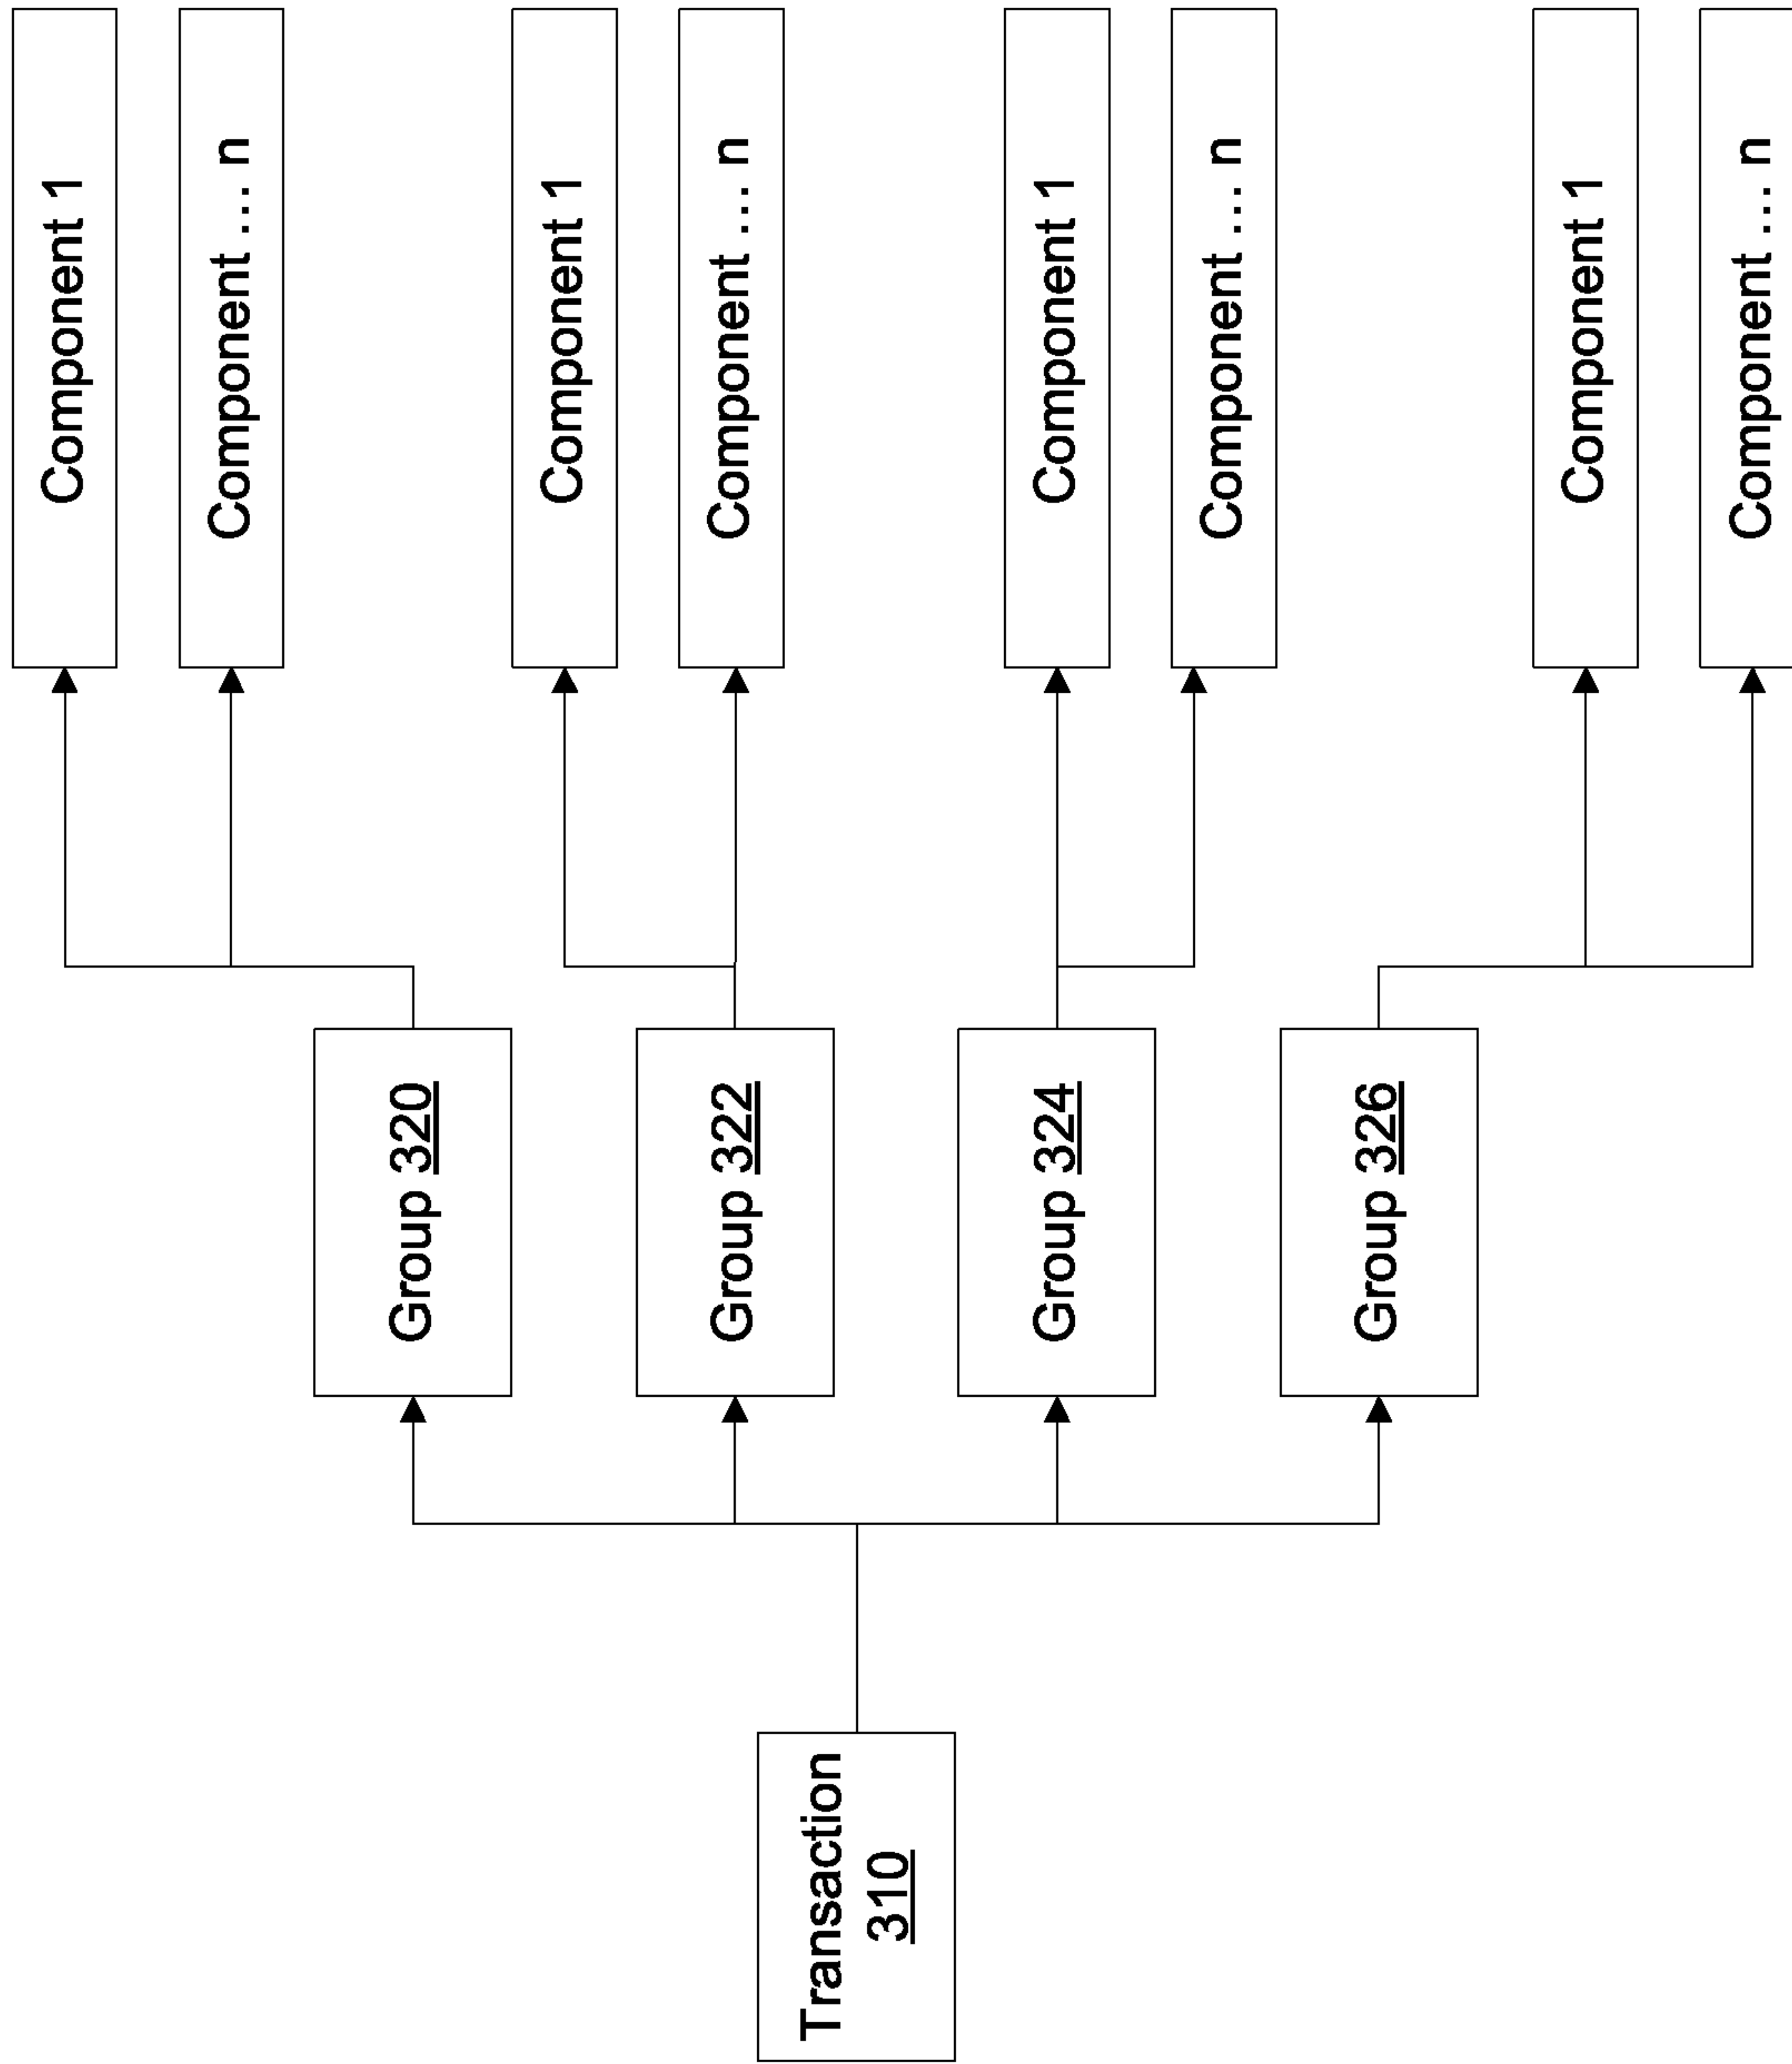 Transaction
310
Group 320
Component 1
Component ... n
Group 322
Component 1
Component ... n
Group 324
Component 1
Component ... n
Group 326
Component 1
Component ... n